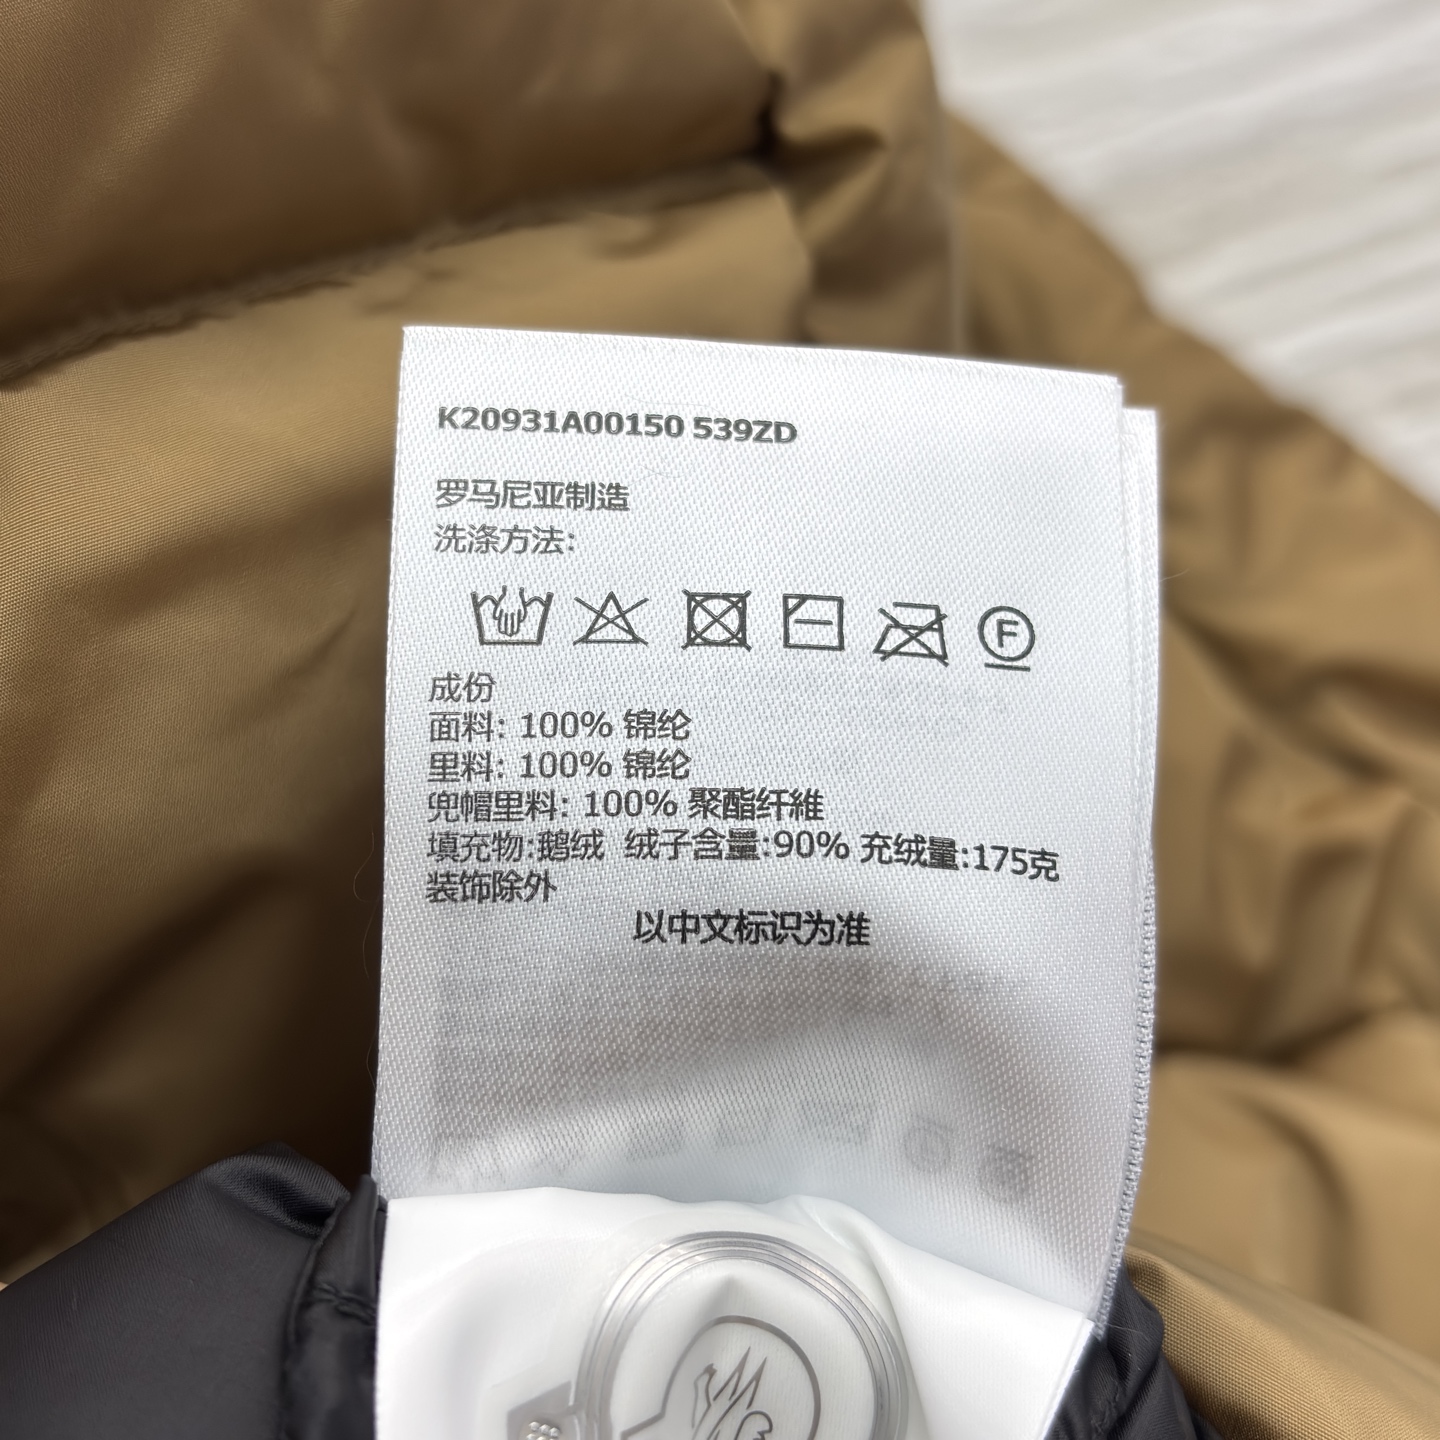 K20931A00150 539ZD
罗马尼亚制造
洗涤方法:
F
成份
面料: 100% 锦纶
里料: 100% 锦纶
兜帽里料: 100% 聚酯纤維
填充物:鹅绒 绒子含量:90% 充绒量:175克
装饰除外
以中文标识为准